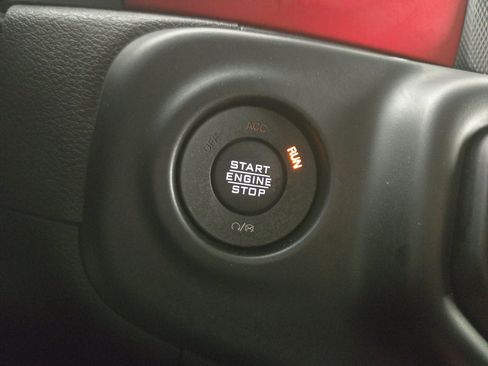 OFF
ACC
RUN
START
ENGINE
STOP